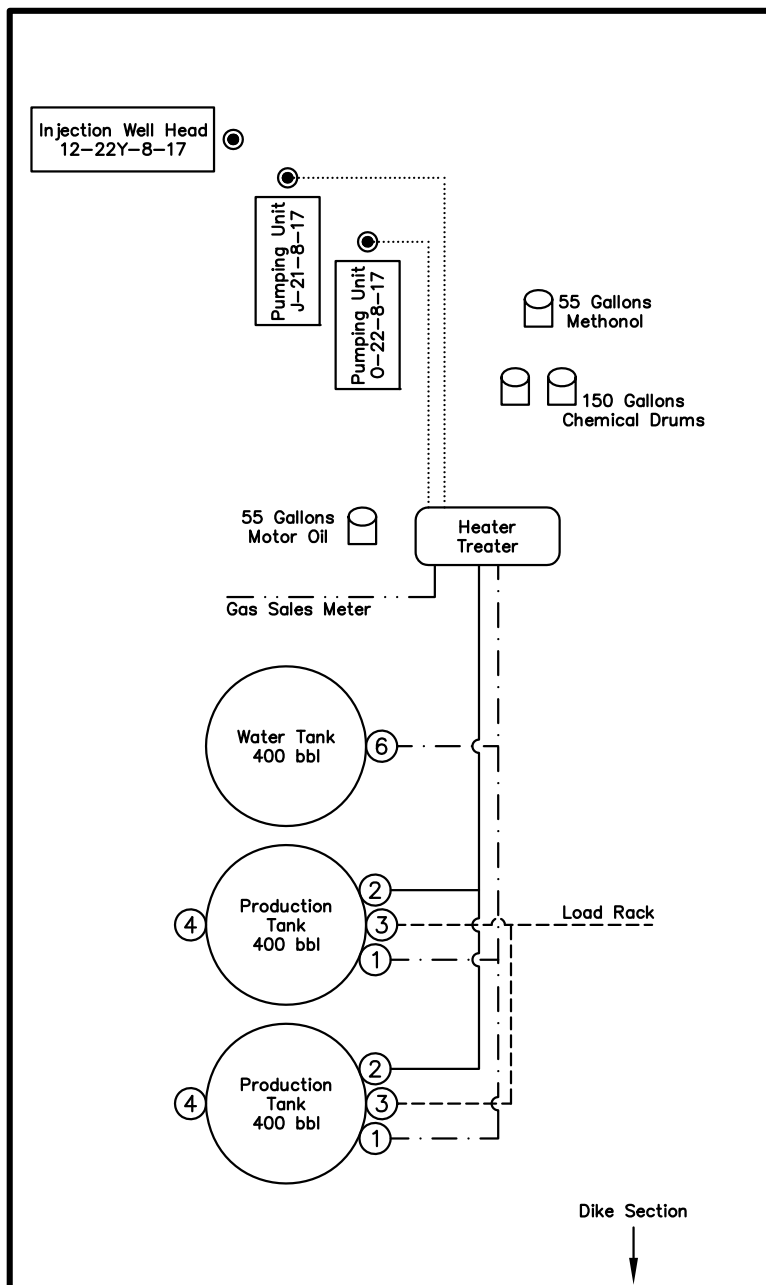 Injection Well Head
12-22Y-8-17
Pumping Unit
J-21-8-17
Pumping Unit
O-22-8-17
55 Gallons
Methonol
150 Gallons
Chemical Drums
55 Gallons
Motor Oil
Heater
Treater
Gas Sales Meter
Water Tank
400 bbl
6
Production
Tank
400 bbl
4
2
3
1
Load Rack
Production
Tank
400 bbl
4
2
3
1
Dike Section